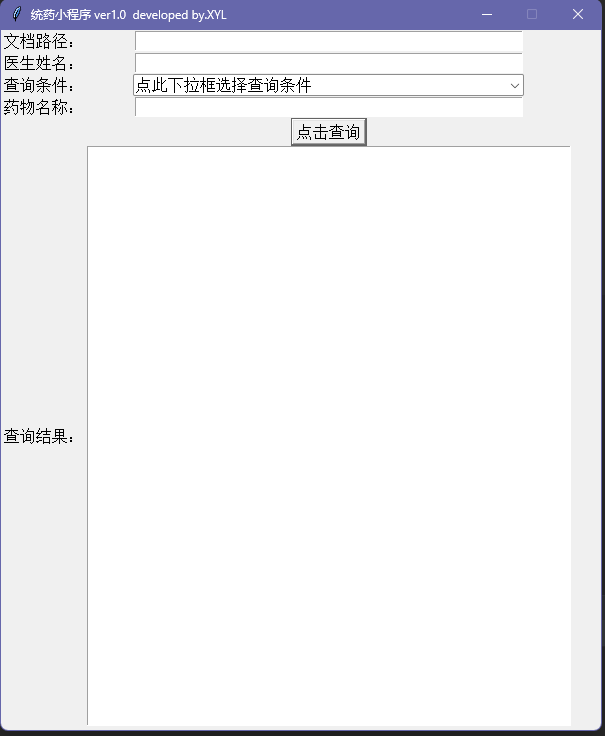 统药小程序 ver1.0  developed by.XYL
文档路径：
医生姓名：
查询条件： 点此下拉框选择查询条件
药物名称：
点击查询
查询结果：